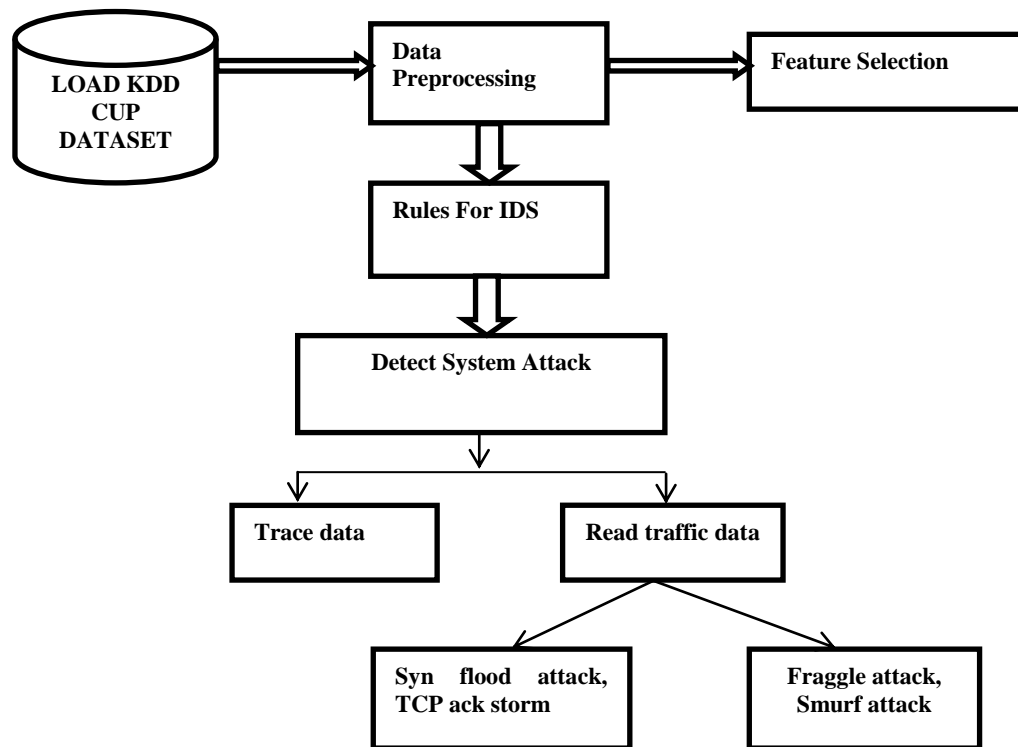 LOAD KDD
CUP
DATASET
Data
Preprocessing
Feature Selection
Rules For IDS
Detect System Attack
Trace data
Read traffic data
Syn flood attack,
TCP ack storm
Fraggle attack,
Smurf attack